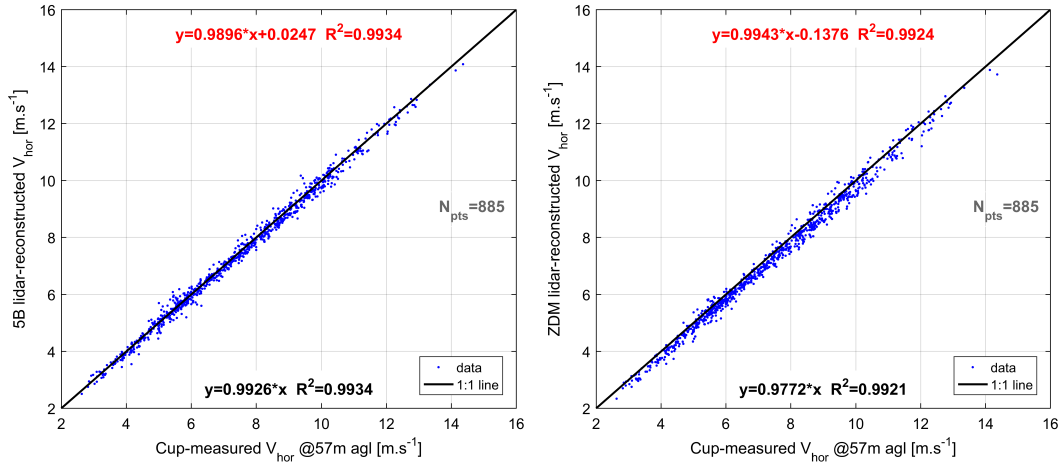 y=0.9896*x+0.0247 R²=0.9934
16
14
12
10
8
6
4
2
5B lidar-reconstructed V_hor [m.s⁻¹]
N_pts=885
data
1:1 line
y=0.9926*x R²=0.9934
2 4 6 8 10 12 14 16
Cup-measured V_hor @57m agl [m.s⁻¹]
y=0.9943*x-0.1376 R²=0.9924
16
14
12
10
8
6
4
2
ZDM lidar-reconstructed V_hor [m.s⁻¹]
N_pts=885
data
1:1 line
y=0.9772*x R²=0.9921
2 4 6 8 10 12 14 16
Cup-measured V_hor @57m agl [m.s⁻¹]